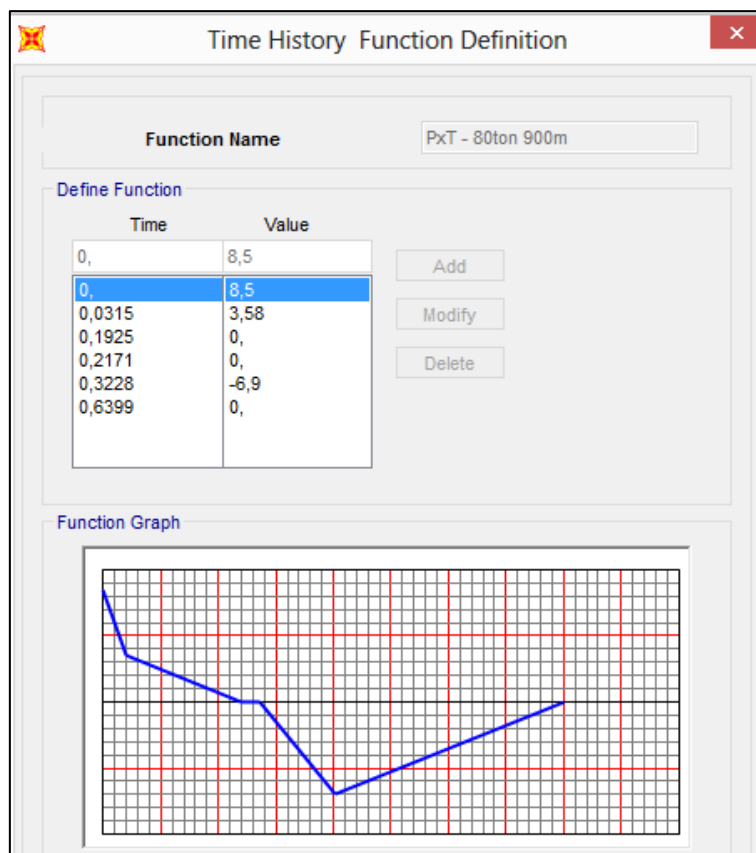 Time History Function Definition
Function Name
PxT - 80ton 900m
Define Function
Time Value
0, 8,5
Add
0, 8,5
0,0315 3,58
Modify
0,1925 0,
0,2171 0,
Delete
0,3228 -6,9
0,6399 0,
Function Graph